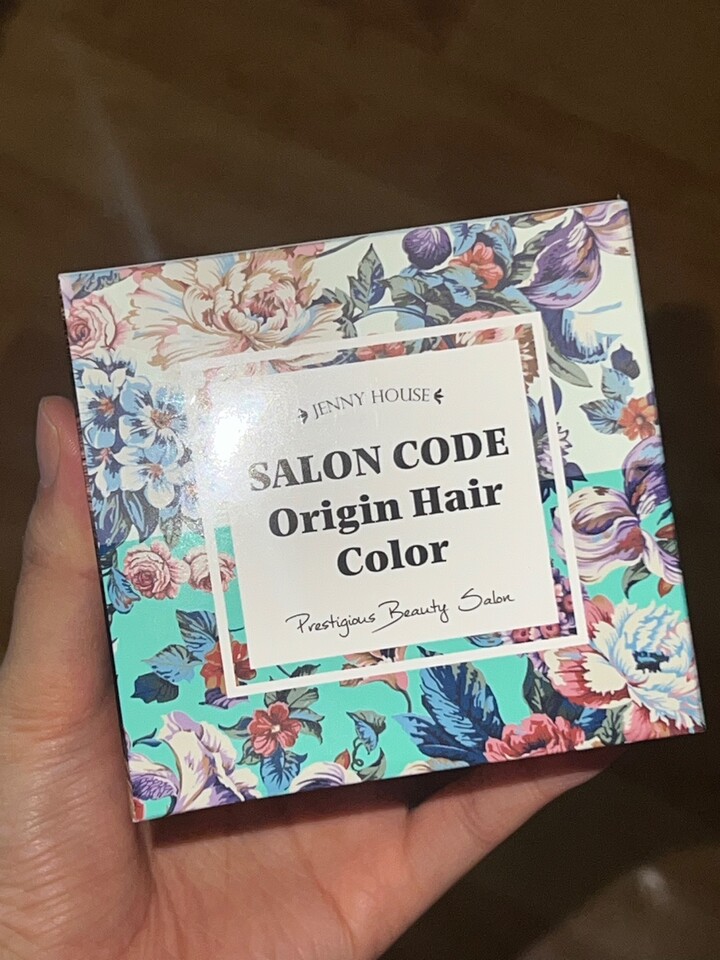 JENNY HOUSE
SALON CODE
Origin Hair
Color
Prestigious Beauty Salon